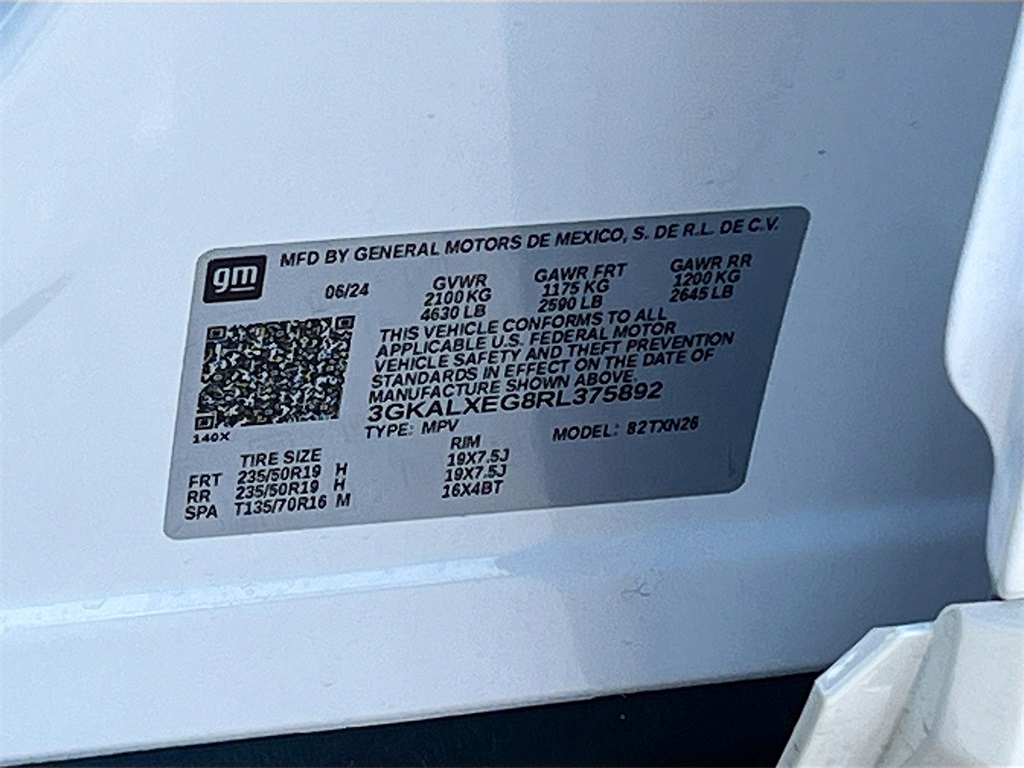 gm
MFD BY GENERAL MOTORS DE MEXICO, S. DE R.L. DE C.V.
06/24
GVWR GAWR FRT GAWR RR
2100 KG 1175 KG 1200 KG
4630 LB 2590 LB 2645 LB
THIS VEHICLE CONFORMS TO ALL
APPLICABLE U.S. FEDERAL MOTOR
VEHICLE SAFETY AND THEFT PREVENTION
STANDARDS IN EFFECT ON THE DATE OF
MANUFACTURE SHOWN ABOVE.
3GKALXEG8RL375892
140X
TYPE: MPV MODEL: 82TXN26
TIRE SIZE RIM
FRT 235/50R19 H 19X7.5J
RR 235/50R19 H 19X7.5J
SPA T135/70R16 M 16X4BT